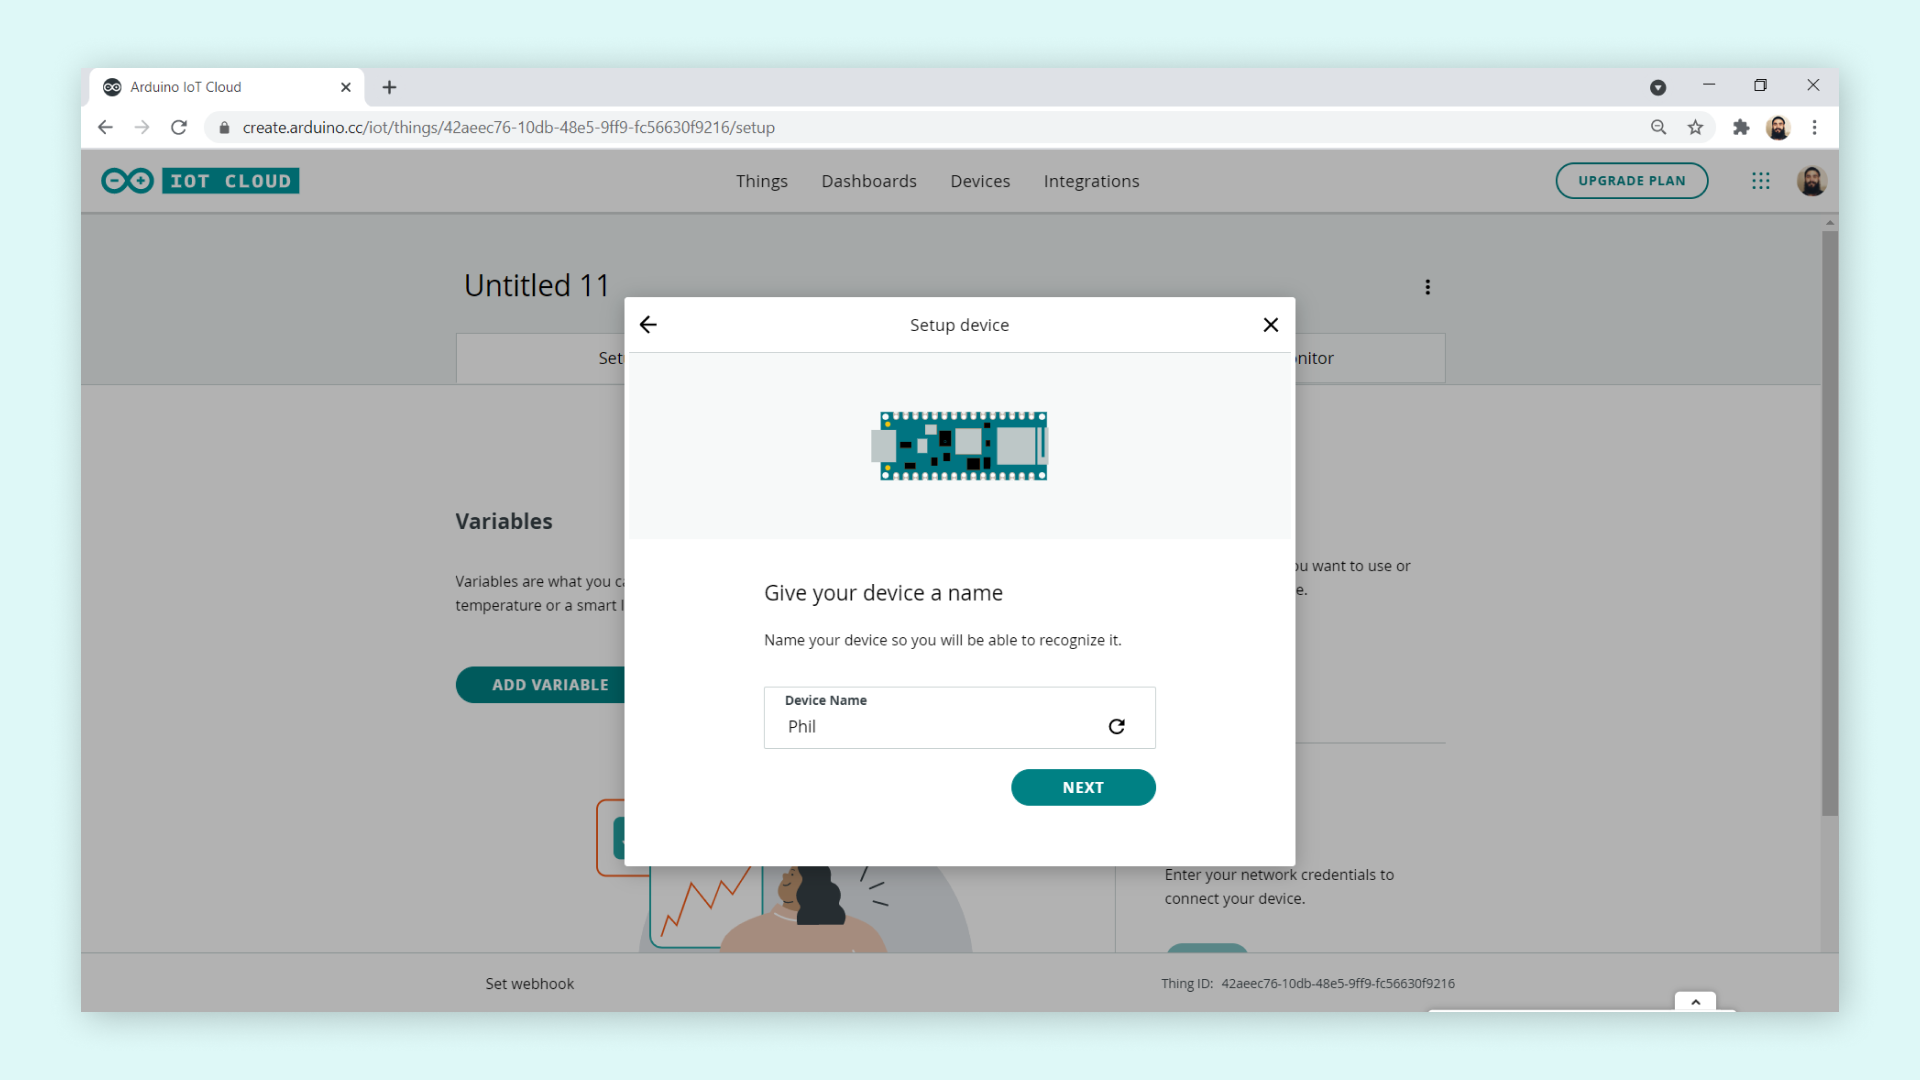 Arduino IoT Cloud
create.arduino.cc/iot/things/42aeec76-10db-48e5-9ff9-fc56630f9216/setup
IOT CLOUD
Things
Dashboards
Devices
Integrations
UPGRADE PLAN
Untitled 11
Set
nitor
Setup device
Variables
Variables are what you c
temperature or a smart l
ADD VARIABLE
ou want to use or
e.
Give your device a name
Name your device so you will be able to recognize it.
Device Name
Phil
NEXT
Enter your network credentials to
connect your device.
Set webhook
Thing ID: 42aeec76-10db-48e5-9ff9-fc56630f9216